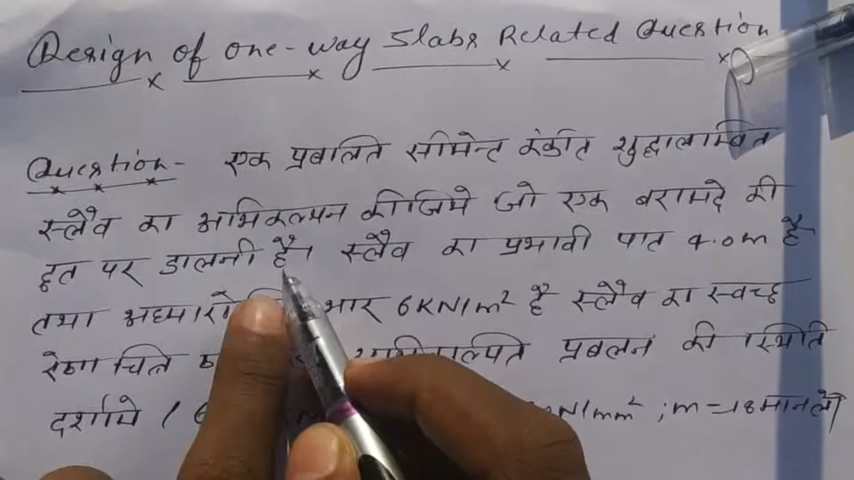 Design of one-way Slabs Related Question
Question- एक प्रबलित सीमेन्ट कंक्रीट शुद्धालम्बित
स्लैव का अभिकल्पन कीजिये जो एक बरामदे की
छत पर डालनी है। स्लैव का प्रभावी पाट 4.0m है
तथा अध्यारो भार 6KN/m² है स्लैव का स्वच्छ
रेखा चित्र प्रबलन की स्थिति
दर्शाये ( N/mm² ; m=18 मान लो)